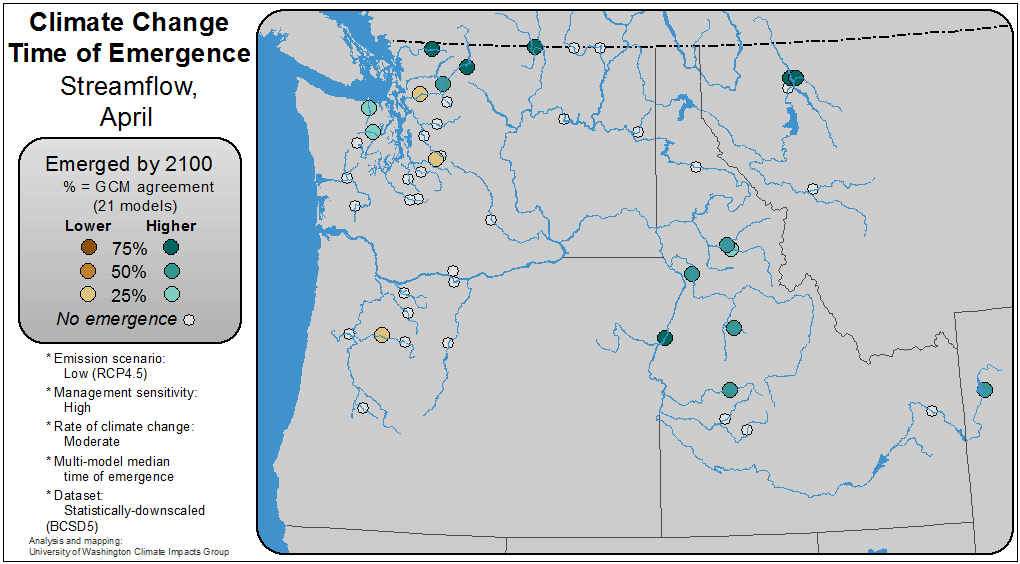 Climate Change
Time of Emergence
Streamflow,
April
Emerged by 2100
% = GCM agreement
(21 models)
Lower Higher
75%
50%
25%
No emergence
* Emission scenario:
Low (RCP4.5)
* Management sensitivity:
High
* Rate of climate change:
Moderate
* Multi-model median
time of emergence
* Dataset:
Statistically-downscaled
(BCSD5)
Analysis and mapping:
University of Washington Climate Impacts Group